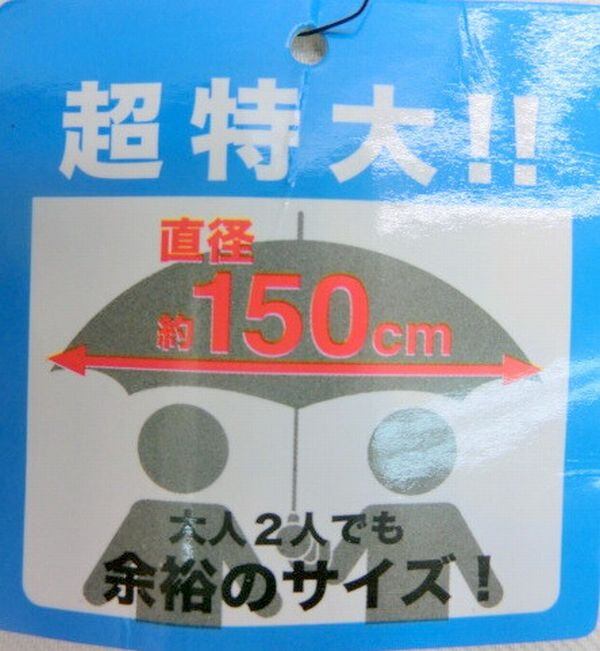 超特大!!
直径
約150cm
大人2人でも
余裕のサイズ!